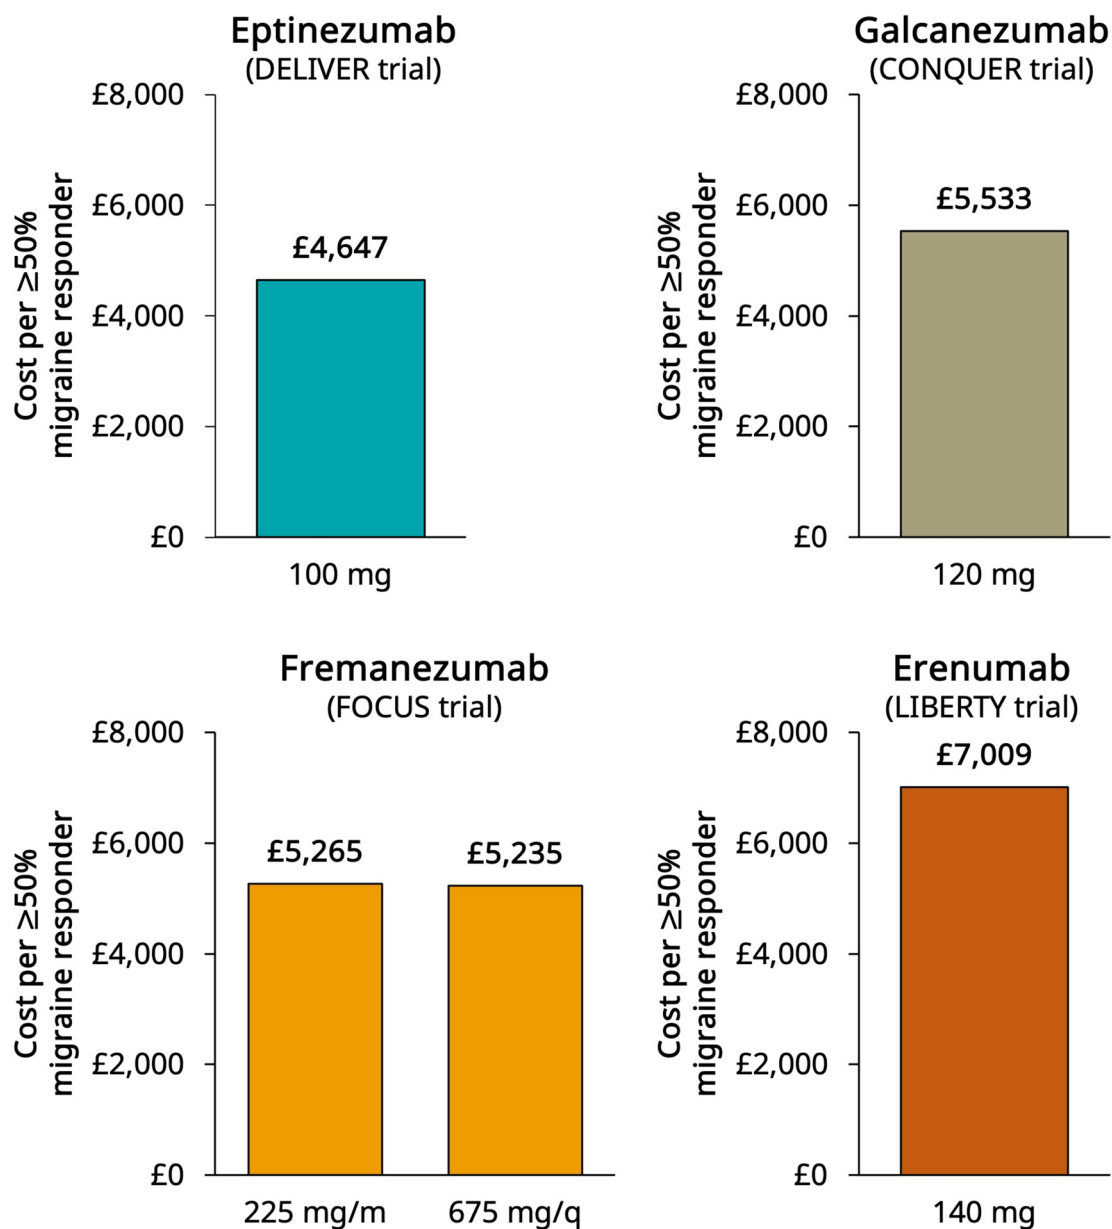 Eptinezumab
(DELIVER trial)
Cost per ≥50%
migraine responder
£8,000
£6,000
£4,000
£2,000
£0
£4,647
100 mg
Galcanezumab
(CONQUER trial)
Cost per ≥50%
migraine responder
£8,000
£6,000
£4,000
£2,000
£0
£5,533
120 mg
Fremanezumab
(FOCUS trial)
Cost per ≥50%
migraine responder
£8,000
£6,000
£4,000
£2,000
£0
£5,265
£5,235
225 mg/m
675 mg/q
Erenumab
(LIBERTY trial)
Cost per ≥50%
migraine responder
£8,000
£6,000
£4,000
£2,000
£0
£7,009
140 mg